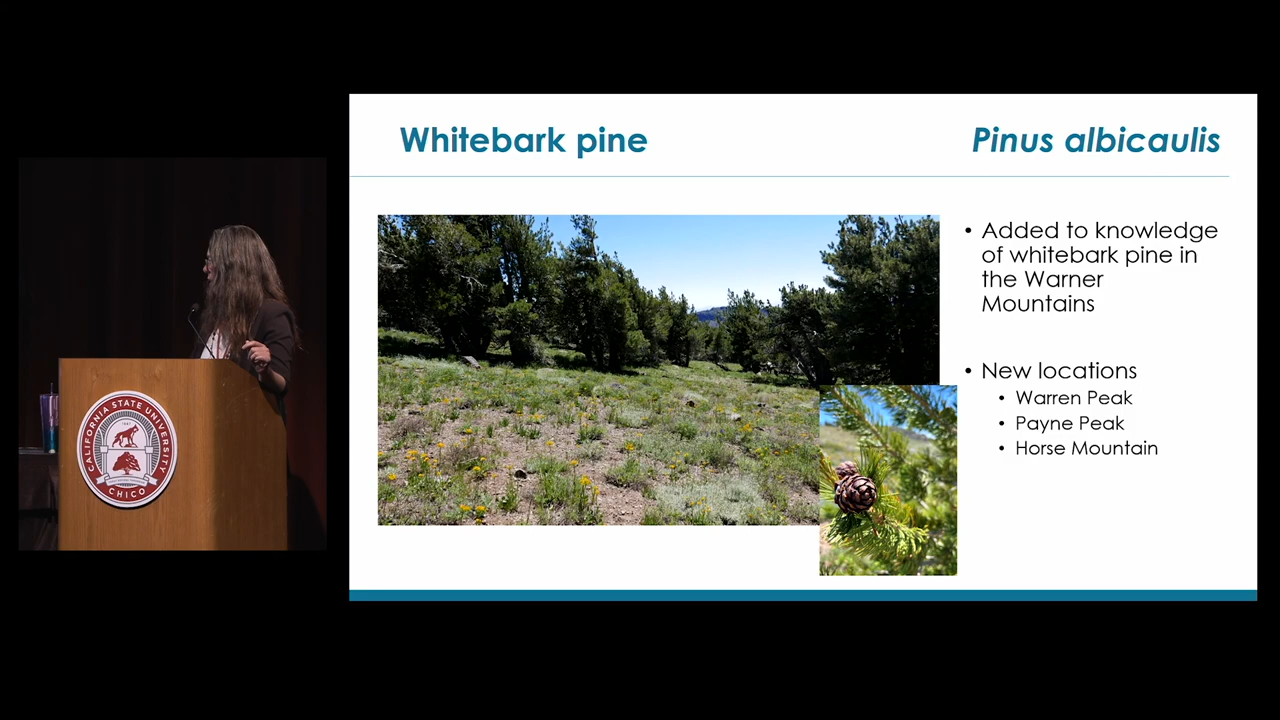 Whitebark pine
Pinus albicaulis
• Added to knowledge
of whitebark pine in
the Warner
Mountains
• New locations
• Warren Peak
• Payne Peak
• Horse Mountain
CALIFORNIA STATE UNIVERSITY
CHICO